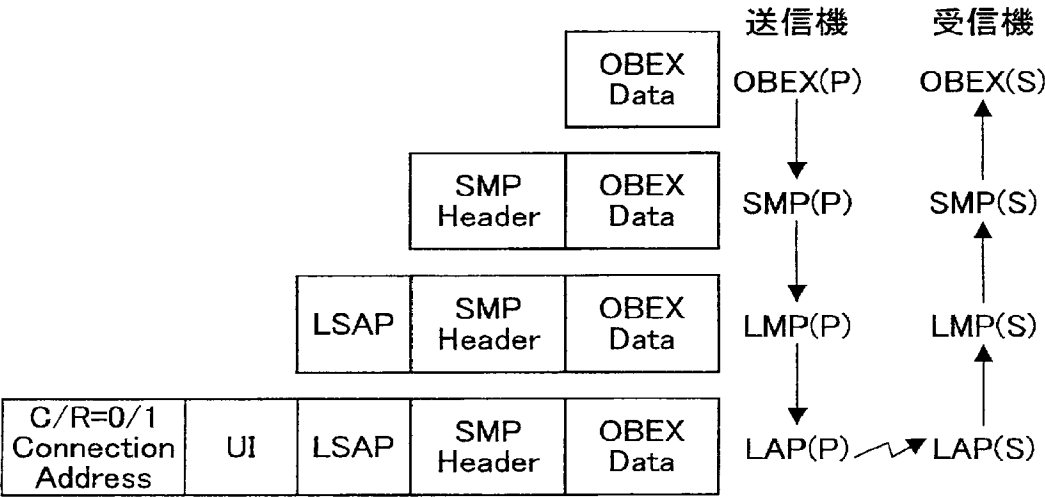 送信機 受信機
OBEX Data OBEX(P) OBEX(S)
SMP Header OBEX Data SMP(P) SMP(S)
LSAP SMP Header OBEX Data LMP(P) LMP(S)
C/R=0/1 Connection Address UI LSAP SMP Header OBEX Data LAP(P) LAP(S)